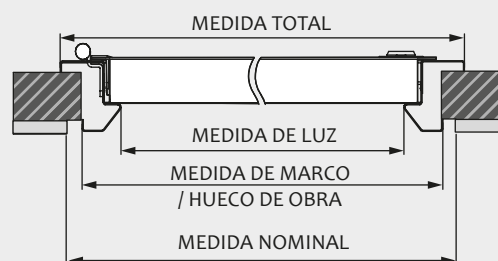 MEDIDA TOTAL
MEDIDA DE LUZ
MEDIDA DE MARCO
/ HUECO DE OBRA
MEDIDA NOMINAL